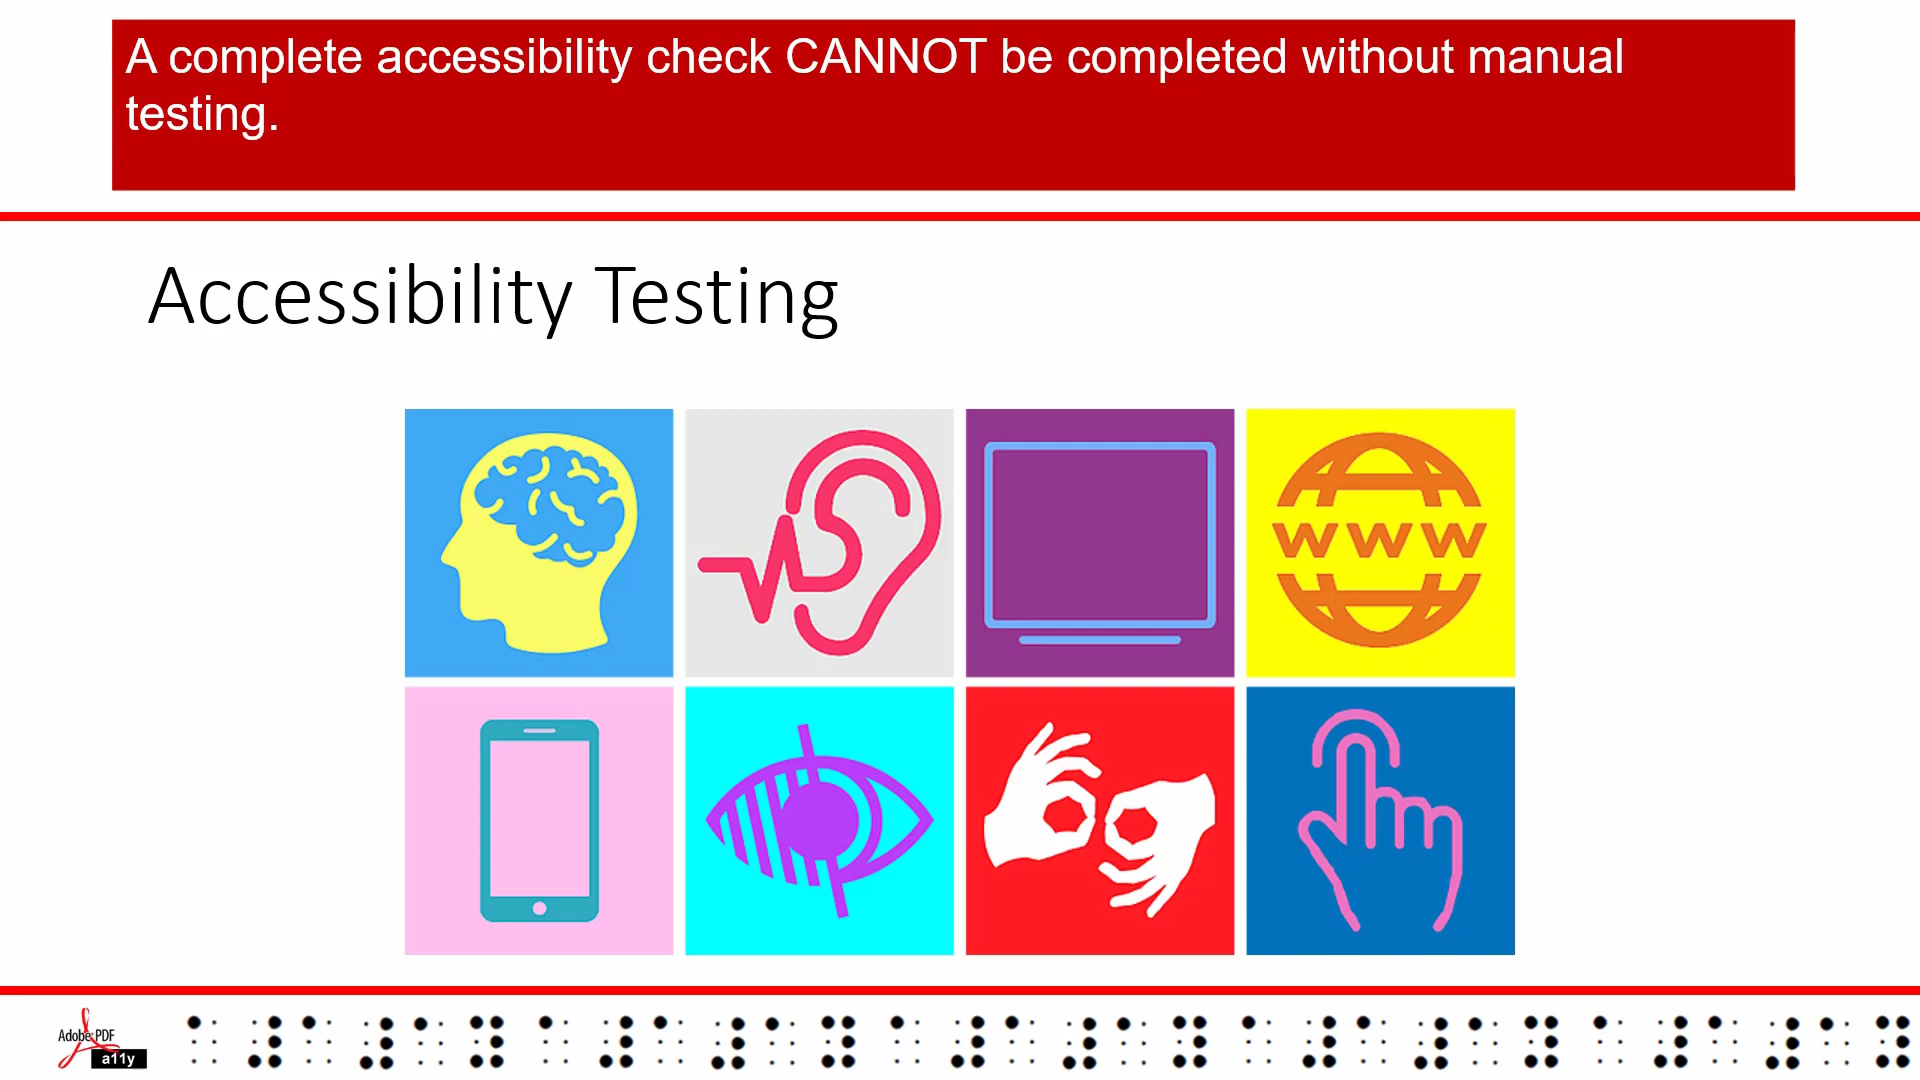 A complete accessibility check CANNOT be completed without manual
testing.
Accessibility Testing
www
Adobe PDF
a11y